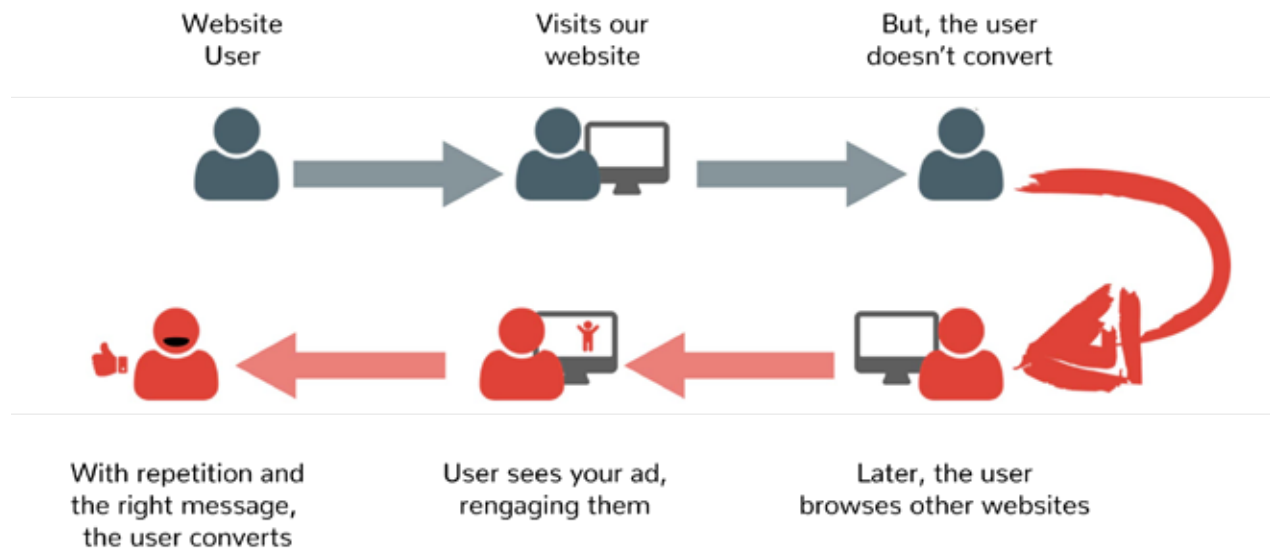 Website
User
Visits our
website
But, the user
doesn't convert
With repetition and
the right message,
the user converts
User sees your ad,
rengaging them
Later, the user
browses other websites